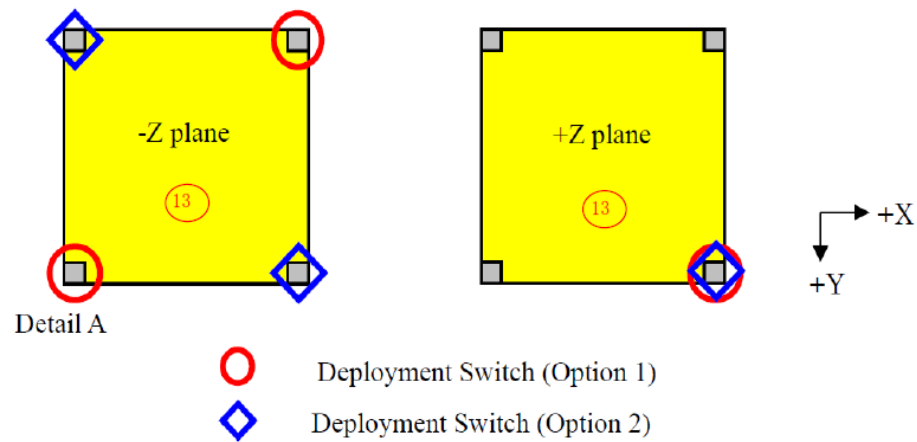 -Z plane
+Z plane
13
13
+X
+Y
Detail A
Deployment Switch (Option 1)
Deployment Switch (Option 2)